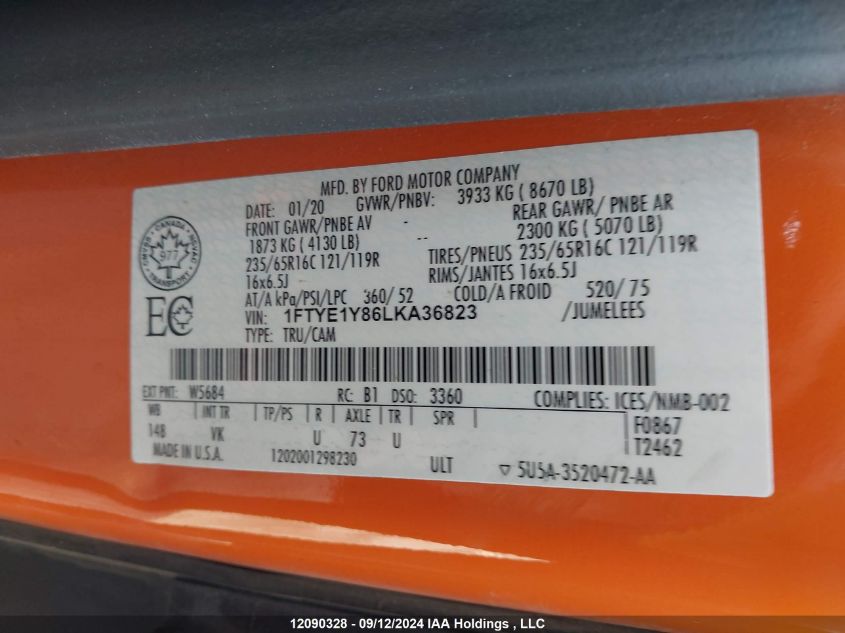 MFD. BY FORD MOTOR COMPANY
DATE: 01/20 GVWR/PNBV: 3933 KG ( 8670 LB)
FRONT GAWR/PNBE AV REAR GAWR/ PNBE AR
1873 KG ( 4130 LB) -- 2300 KG ( 5070 LB)
235/65R16C 121/119R TIRES/PNEUS 235/65R16C 121/119R
16x6.5J RIMS/JANTES 16x6.5J
AT/A kPa/PSI/LPC 360/ 52 COLD/A FROID 520/ 75
VIN: 1FTYE1Y86LKA36823 /JUMELEES
TYPE: TRU/CAM
CANADA
977
EC
EXT PNT: W5684 RC: B1 DSO: 3360 COMPLIES: ICES/NMB-002
WB INT TR TP/PS R AXLE TR SPR F0867
148 VK U 73 U T2462
MADE IN U.S.A. 1202001298230 ULT ▽ 5U5A-3520472-AA
12090328 - 09/12/2024 IAA Holdings , LLC